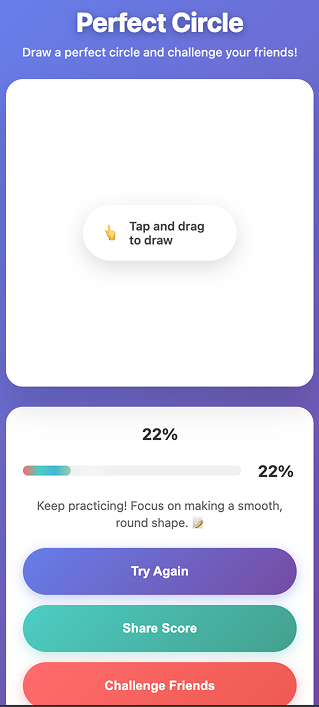 Perfect Circle
Draw a perfect circle and challenge your friends!
Tap and drag
to draw
22%
22%
Keep practicing! Focus on making a smooth,
round shape. 📝
Try Again
Share Score
Challenge Friends